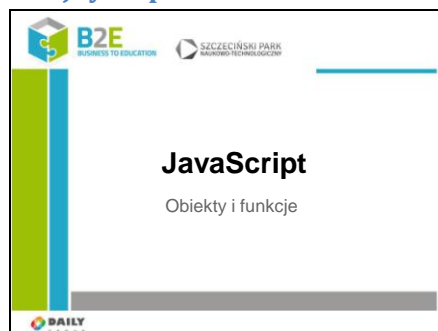 B2E
BUSINESS TO EDUCATION
SZCZECIŃSKI PARK
NAUKOWO-TECHNOLOGICZNY
JavaScript
Obiekty i funkcje
DAILY